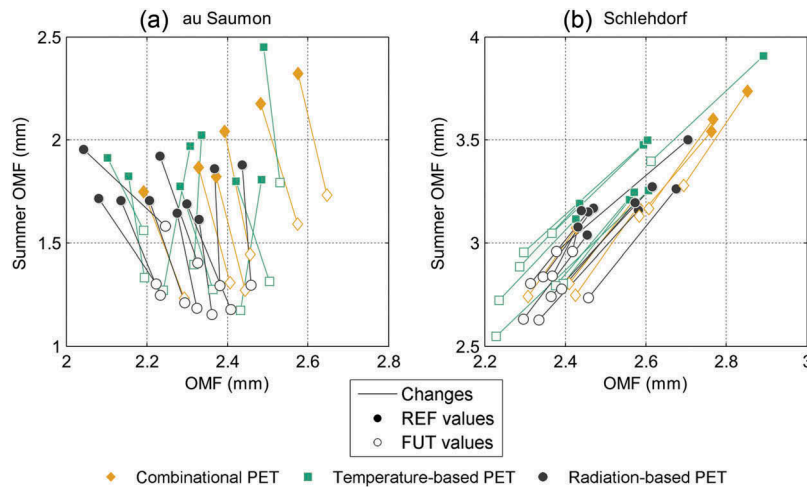 (a) au Saumon
(b) Schlehdorf
2.5
2
1.5
1
Summer OMF (mm)
2 2.2 2.4 2.6 2.8
OMF (mm)
4
3.5
3
2.5
Summer OMF (mm)
2.2 2.4 2.6 2.8 3
OMF (mm)
Changes
REF values
FUT values
Combinational PET Temperature-based PET Radiation-based PET